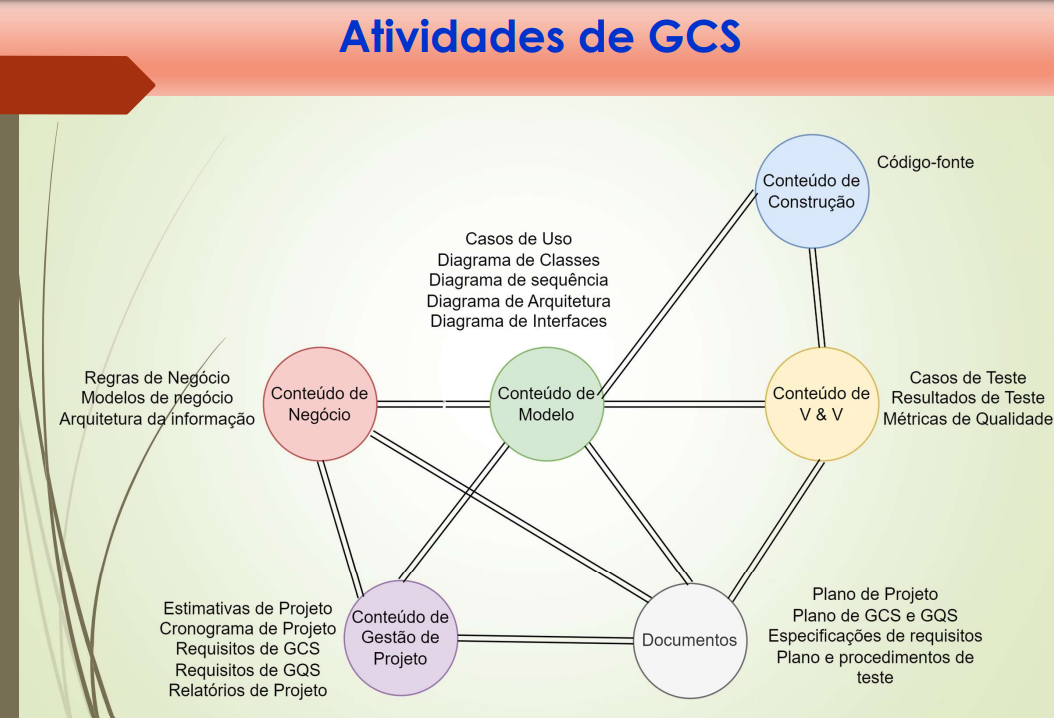 Atividades de GCS
Conteúdo de
Construção
Código-fonte
Casos de Uso
Diagrama de Classes
Diagrama de sequência
Diagrama de Arquitetura
Diagrama de Interfaces
Regras de Negócio
Modelos de negócio
Arquitetura da informação
Conteúdo de
Negócio
Conteúdo de
Modelo
Conteúdo de
V & V
Casos de Teste
Resultados de Teste
Métricas de Qualidade
Estimativas de Projeto
Cronograma de Projeto
Requisitos de GCS
Requisitos de GQS
Relatórios de Projeto
Conteúdo de
Gestão de
Projeto
Documentos
Plano de Projeto
Plano de GCS e GQS
Especificações de requisitos
Plano e procedimentos de
teste